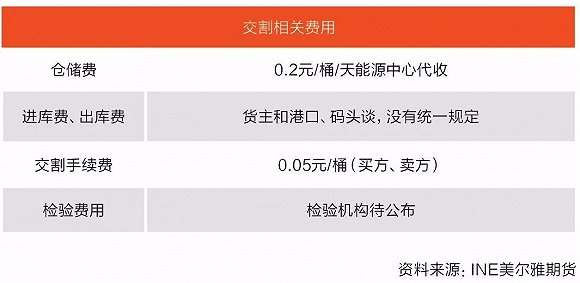 交割相关费用
仓储费 0.2元/桶/天能源中心代收
进库费、出库费 货主和港口、码头谈,没有统一规定
交割手续费 0.05元/桶(买方、卖方)
检验费用 检验机构待公布
资料来源:INE美尔雅期货